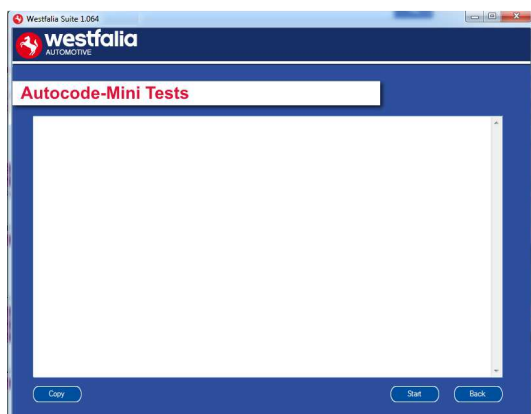 Westfalia Suite 1.064
westfalia
AUTOMOTIVE
Autocode-Mini Tests
Copy
Start
Back